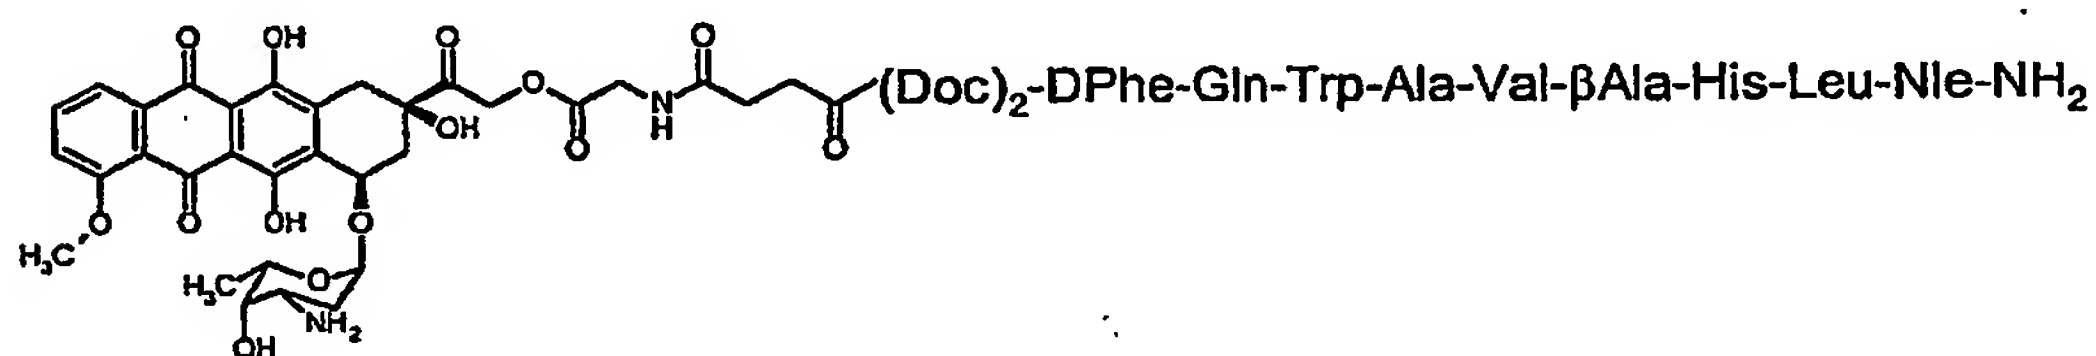 O OH O O
O O (Doc)₂-DPhe-Gln-Trp-Ala-Val-βAla-His-Leu-Nle-NH₂
N
H
OH
O O
O O OH O
H₃C
H₃C O
NH₂
OH